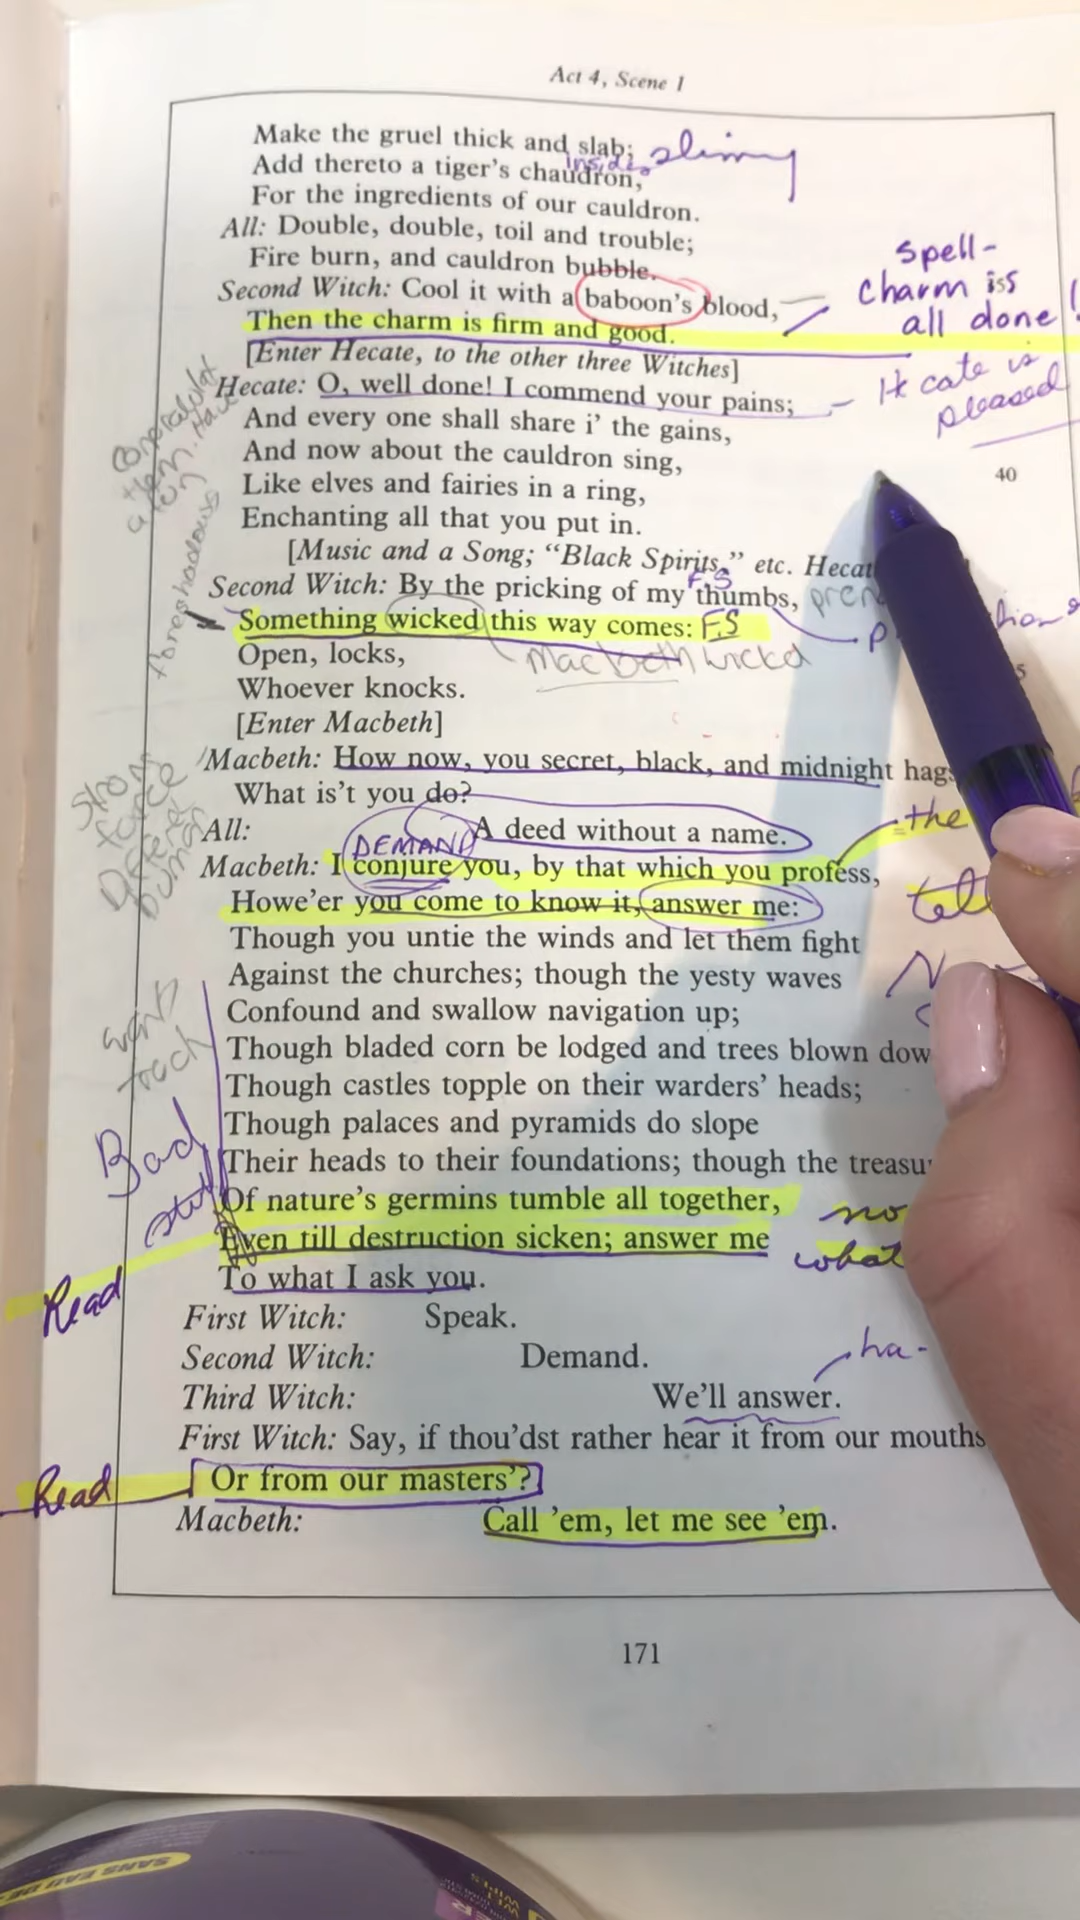 Act 4, Scene 1
Make the gruel thick and slab; slimy
Add thereto a tiger's chaudron, insides
For the ingredients of our cauldron.
All: Double, double, toil and trouble;
Fire burn, and cauldron bubble.
Second Witch: Cool it with a baboon's blood,
Then the charm is firm and good.
spell-
charm is
all done!
[Enter Hecate, to the other three Witches]
Hecate: O, well done! I commend your pains;
Hecate is
pleased
And every one shall share i' the gains,
And now about the cauldron sing,
40
Like elves and fairies in a ring,
Enchanting all that you put in.
[Music and a Song; "Black Spirits," etc. Hecat
F.S
Second Witch: By the pricking of my thumbs,
Something wicked this way comes: F.S
Macbeth wickd
Open, locks,
Whoever knocks.
[Enter Macbeth]
Macbeth: How now, you secret, black, and midnight hags
What is't you do?
All: A deed without a name.
DEMAND
the
Macbeth: I conjure you, by that which you profess,
Howe'er you come to know it, answer me:
tell
Though you untie the winds and let them fight
Against the churches; though the yesty waves
Confound and swallow navigation up;
Though bladed corn be lodged and trees blown dow
Though castles topple on their warders' heads;
Though palaces and pyramids do slope
Bad
stuff
Their heads to their foundations; though the treasu
Of nature's germins tumble all together,
no
Even till destruction sicken; answer me
what
Read
To what I ask you.
First Witch: Speak.
Second Witch: Demand.
ha-
Third Witch: We'll answer.
First Witch: Say, if thou'dst rather hear it from our mouths
Read
Or from our masters'?
Macbeth: Call 'em, let me see 'em.
171
SANS EAU DE